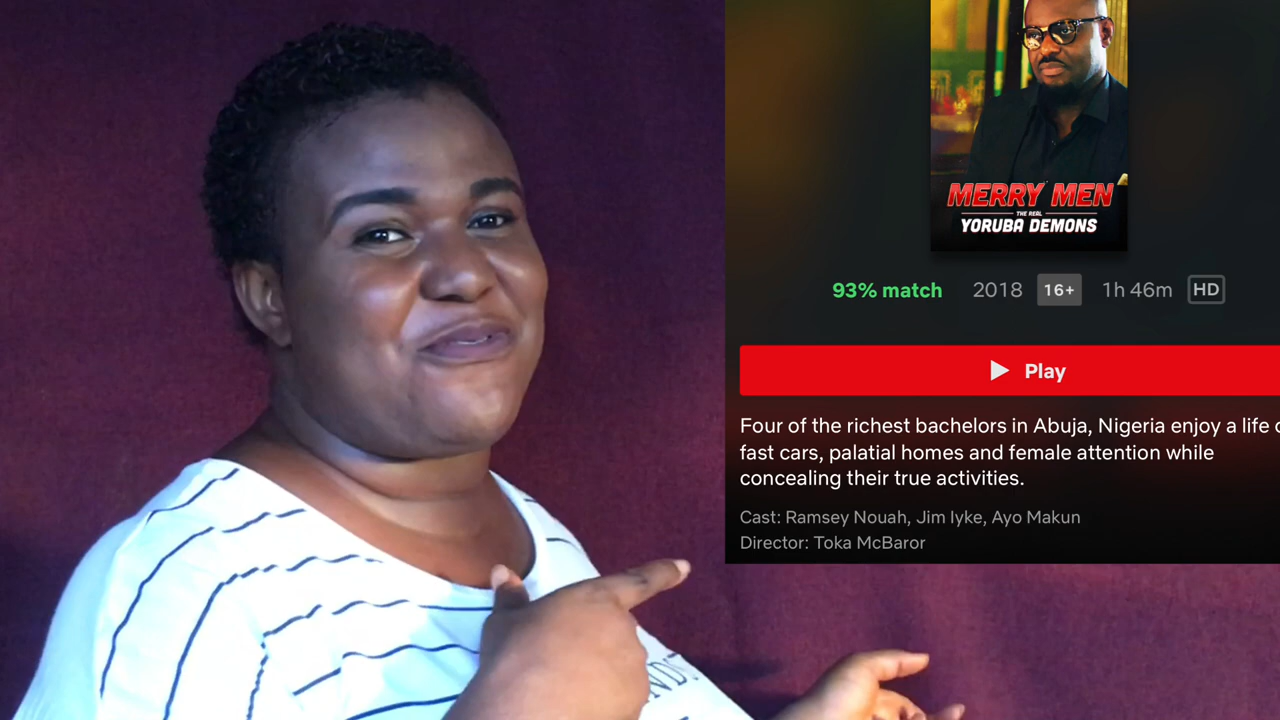 MERRY MEN
THE REAL
YORUBA DEMONS
93% match 2018 16+ 1h 46m HD
Play
Four of the richest bachelors in Abuja, Nigeria enjoy a life
fast cars, palatial homes and female attention while
concealing their true activities.
Cast: Ramsey Nouah, Jim Iyke, Ayo Makun
Director: Toka McBaror